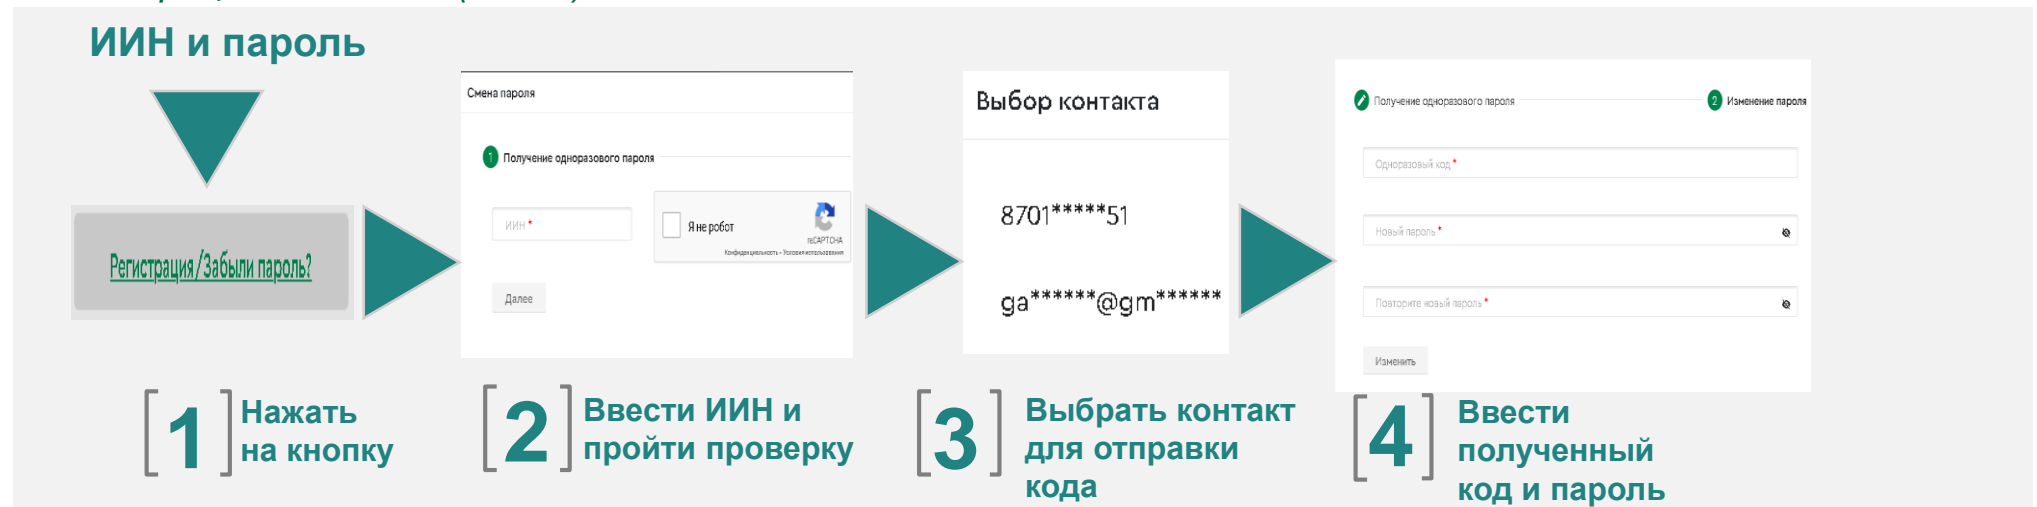 ИИН и пароль
Регистрация/Забыли пароль?
[1] Нажать
на кнопку
Смена пароля
1 Получение одноразового пароля
ИИН *
Я не робот
reCAPTCHA
Конфиденциальность - Условия использования
Далее
[2] Ввести ИИН и
пройти проверку
Выбор контакта
8701*****51
ga******@gm******
[3] Выбрать контакт
для отправки
кода
Получение одноразового пароля
2 Изменение пароля
Одноразовый код *
Новый пароль *
Повторите новый пароль *
Изменить
[4] Ввести
полученный
код и пароль